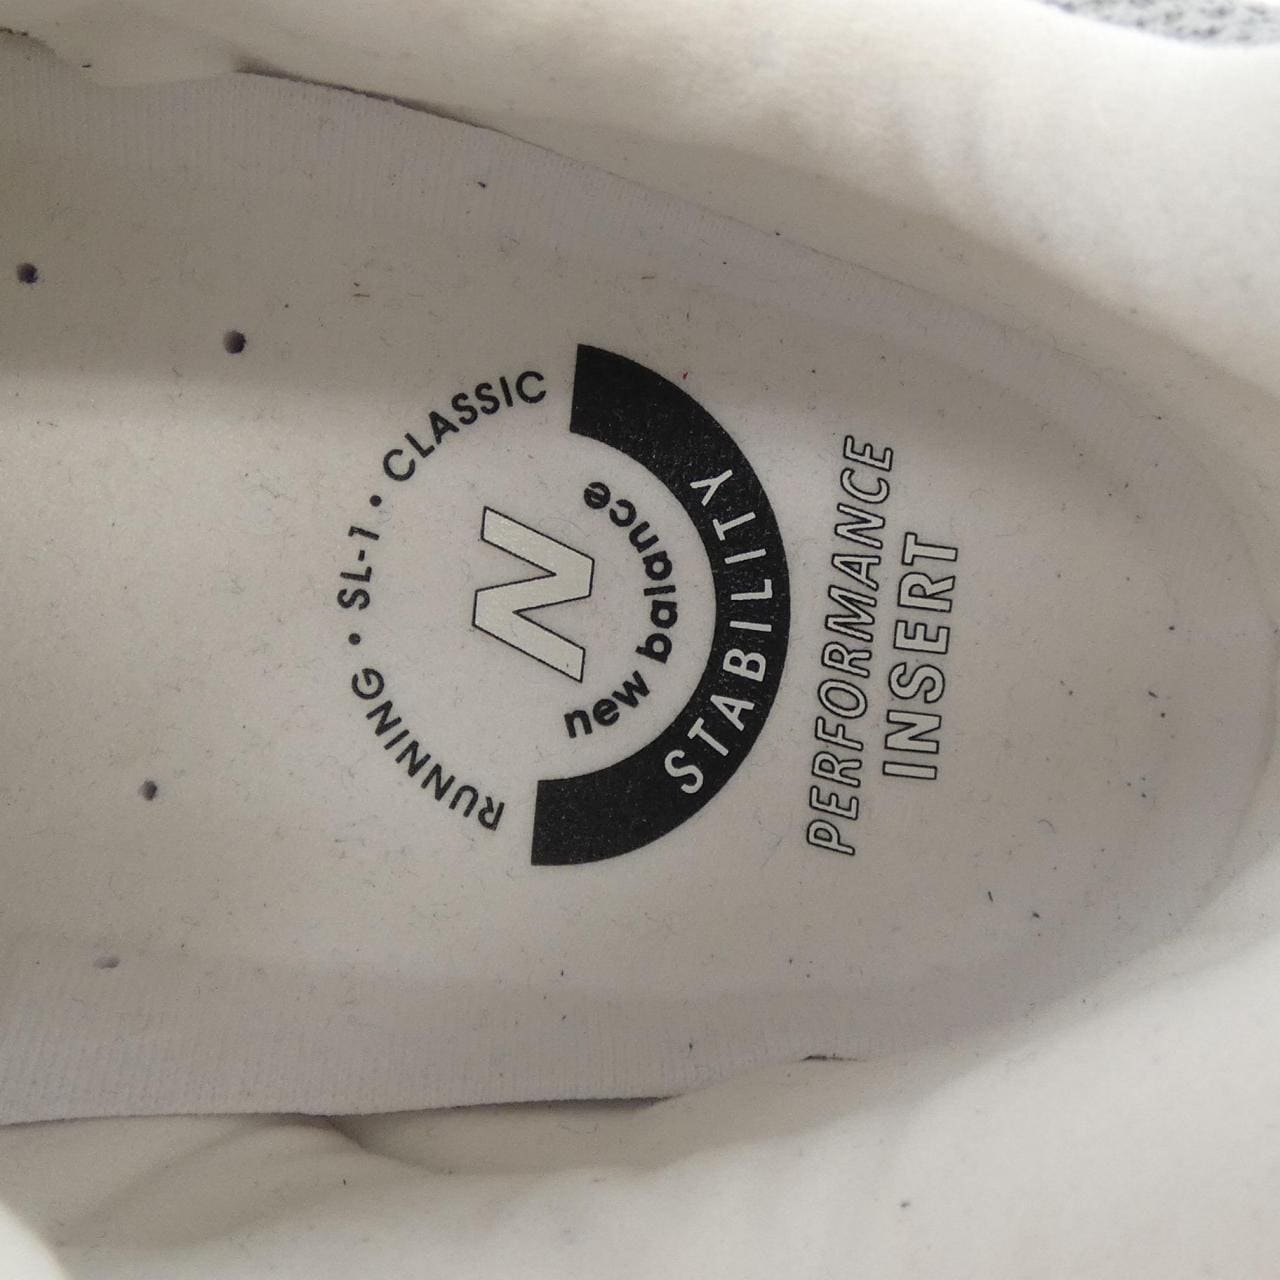 RUNNING • SL-1 • CLASSIC
N
new balance
STABILITY
PERFORMANCE
INSERT